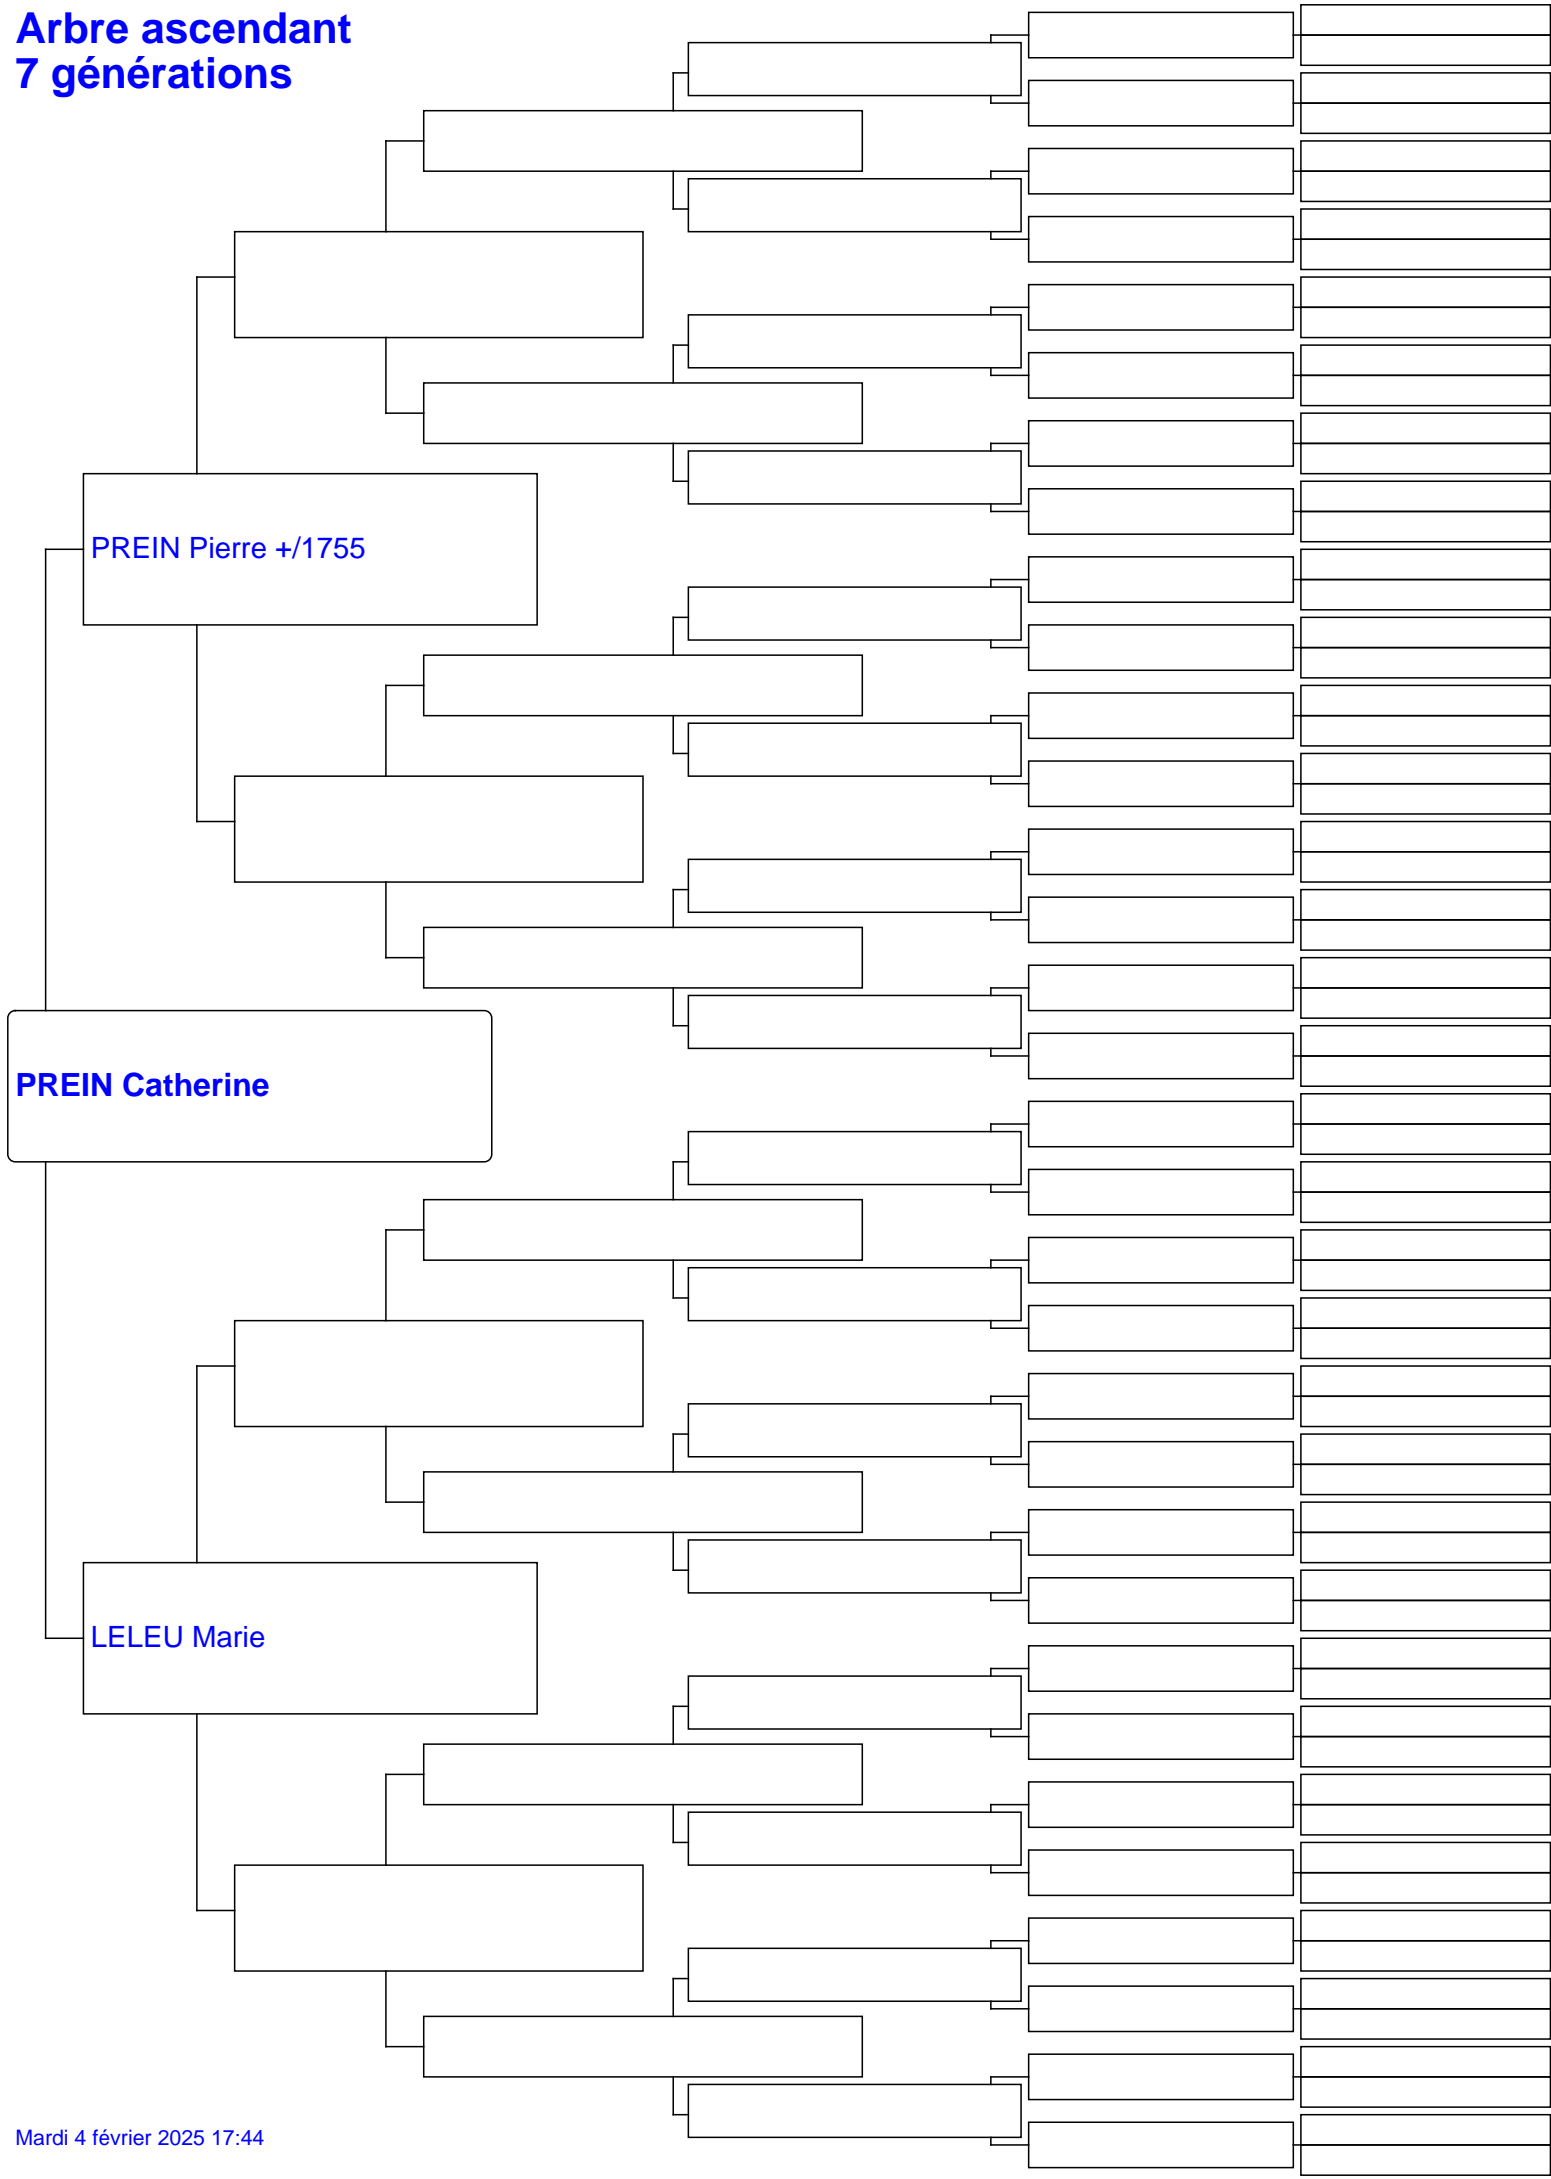 Arbre ascendant
7 générations
PREIN Pierre +/1755
PREIN Catherine
LELEU Marie
Mardi 4 février 2025 17:44